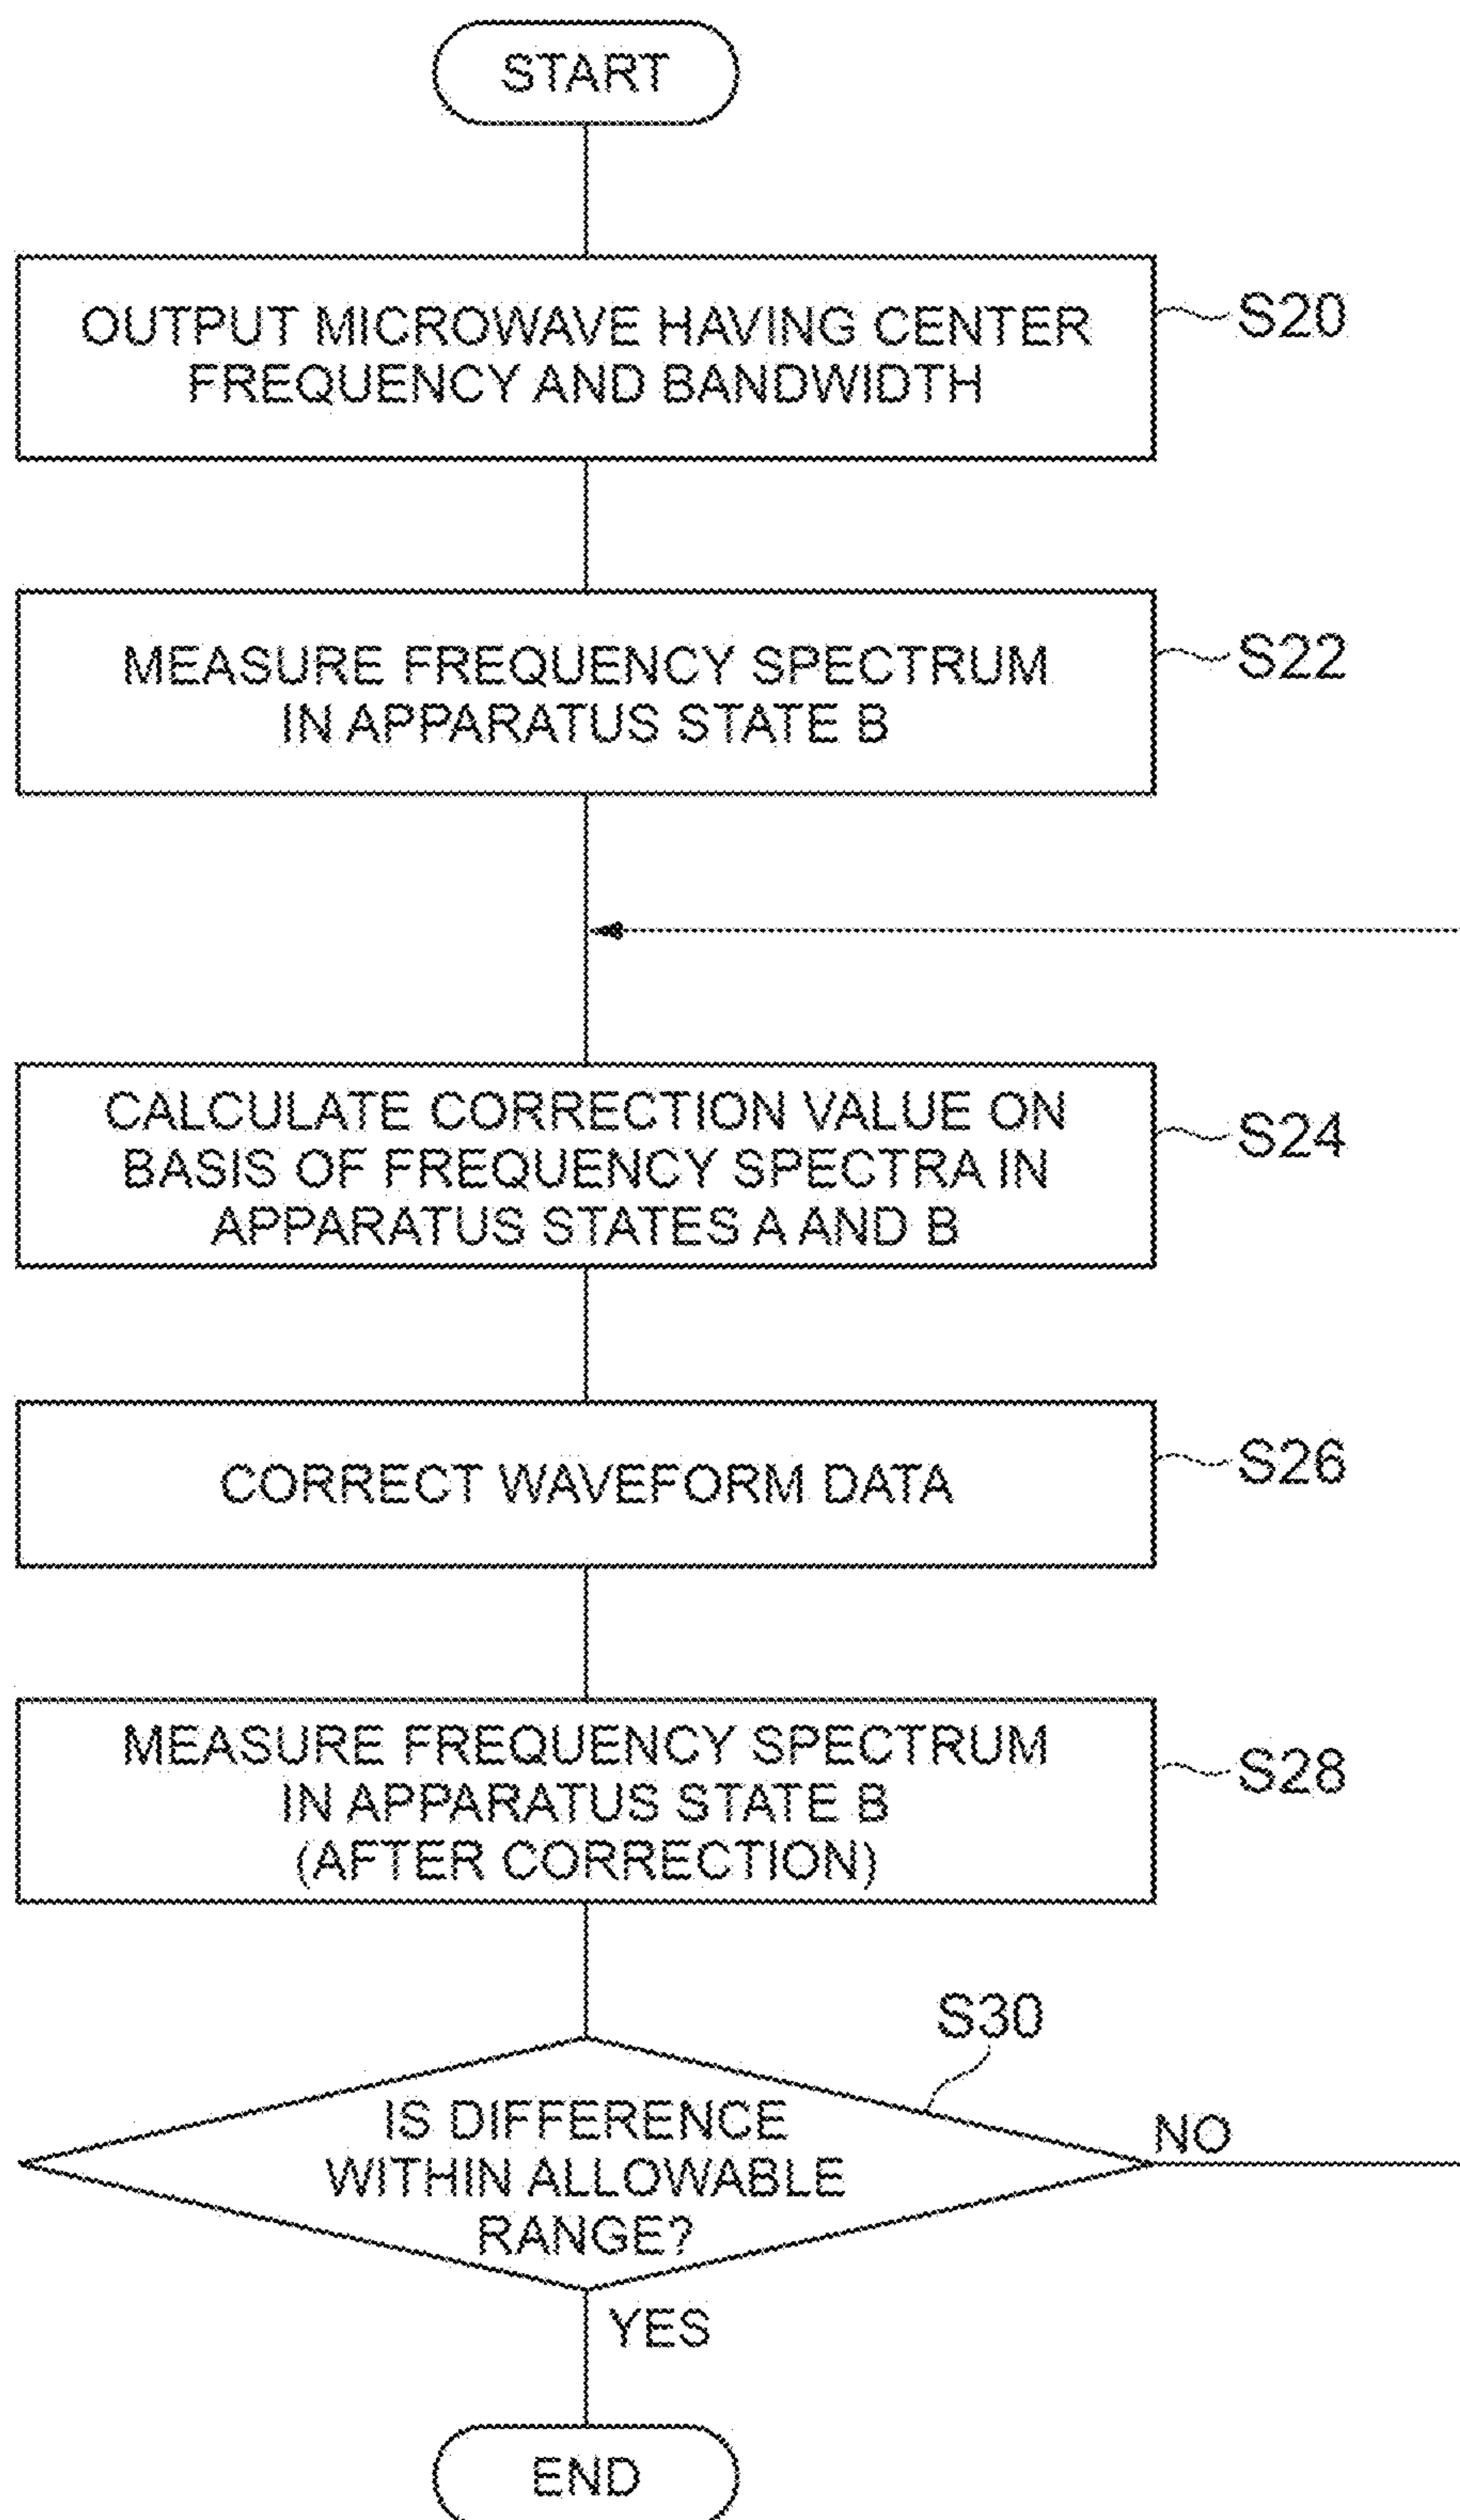 START
OUTPUT MICROWAVE HAVING CENTER
FREQUENCY AND BANDWIDTH
S20
MEASURE FREQUENCY SPECTRUM
IN APPARATUS STATE B
S22
CALCULATE CORRECTION VALUE ON
BASIS OF FREQUENCY SPECTRA IN
APPARATUS STATES A AND B
S24
CORRECT WAVEFORM DATA
S26
MEASURE FREQUENCY SPECTRUM
IN APPARATUS STATE B
(AFTER CORRECTION)
S28
S30
IS DIFFERENCE
WITHIN ALLOWABLE
RANGE?
NO
YES
END